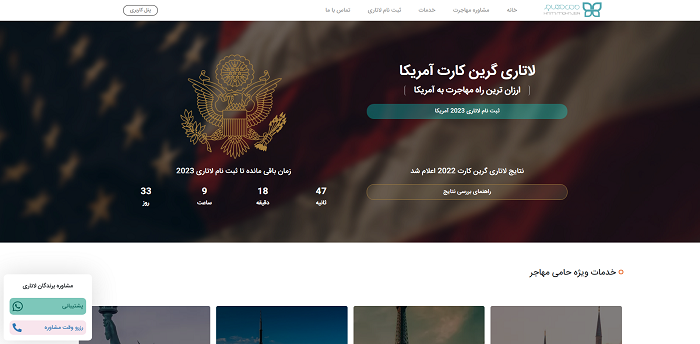 خانه
مشاوره مهاجرت
خدمات
ثبت نام لاتاری
تماس با ما
پنل کاربری
لاتاری گرین کارت آمریکا
ارزان ترین راه مهاجرت به آمریکا
ثبت نام لاتاری 2023 آمریکا
نتایج لاتاری گرین کارت 2022 اعلام شد
راهنمای بررسی نتایج
زمان باقی مانده تا ثبت نام لاتاری 2023
47 18 9 33
ثانیه دقیقه ساعت روز
خدمات ویژه حامی مهاجر
مشاوره برندگان لاتاری
پشتیبانی
رزرو وقت مشاوره